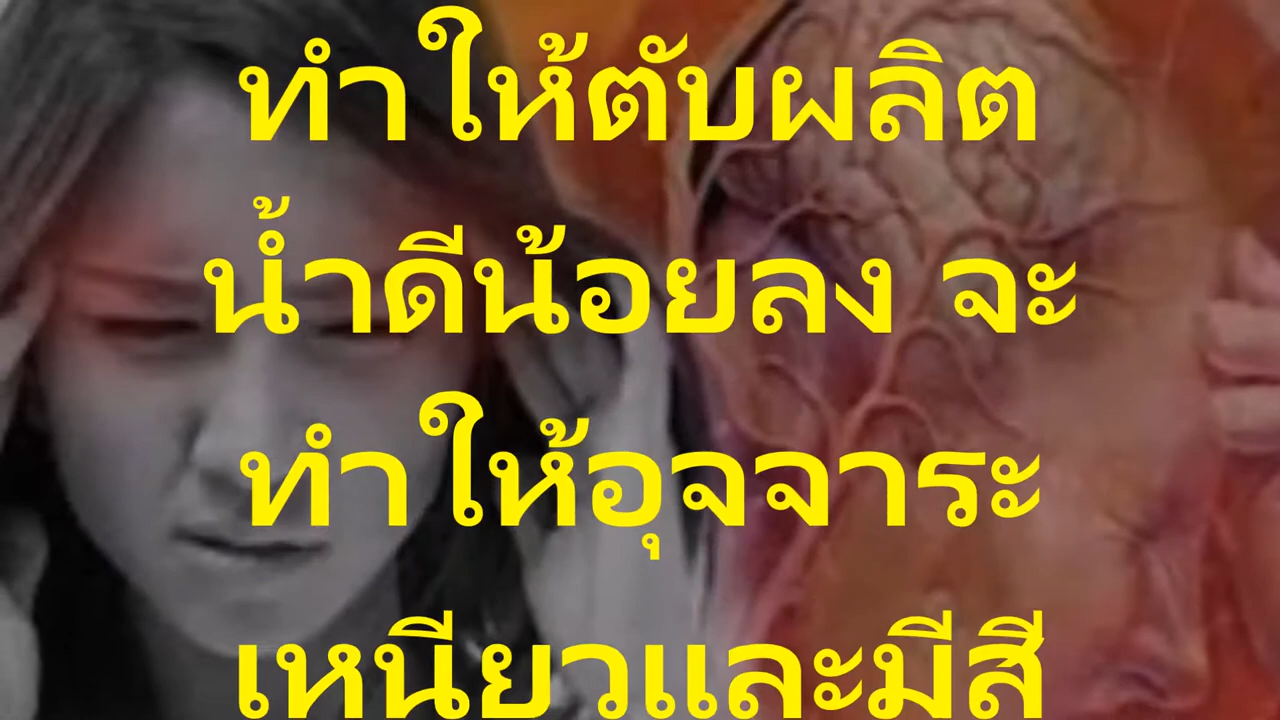 ทำให้ตับผลิต
น้ำดีน้อยลง จะ
ทำให้อุจจาระ
เหนียวและมีสี